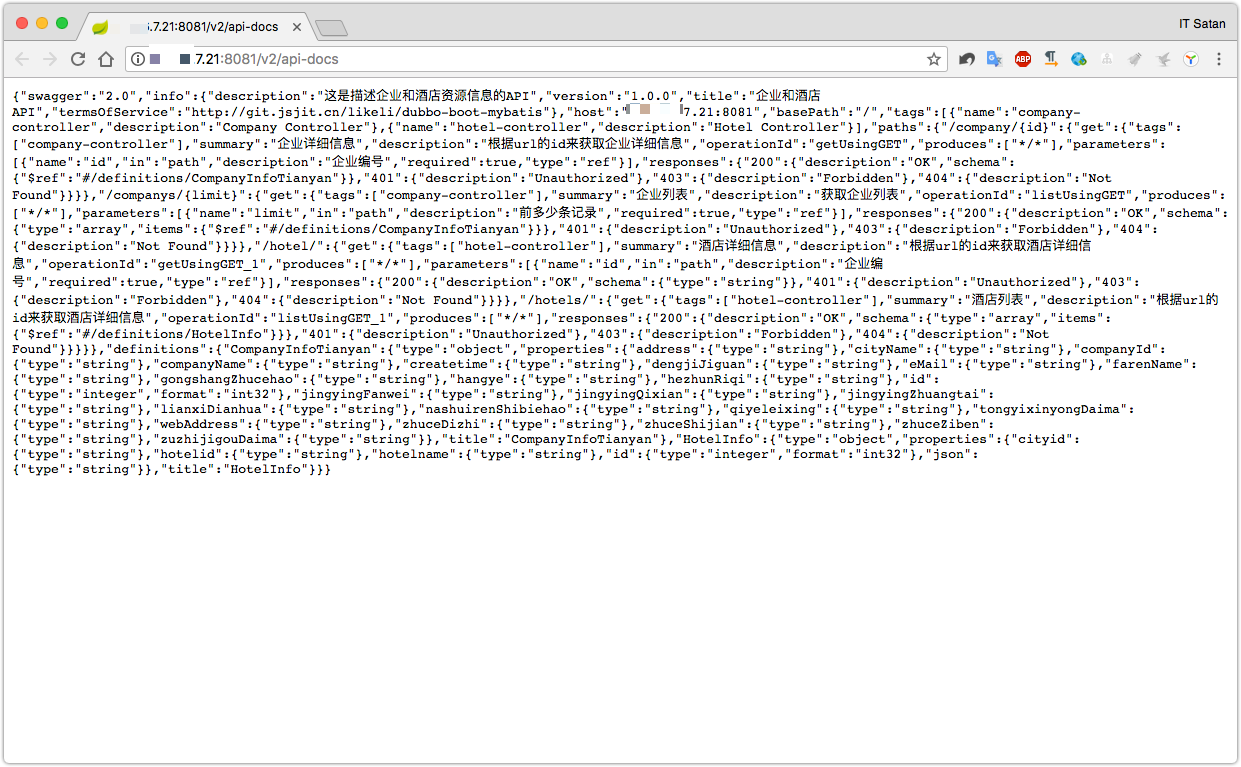 .7.21:8081/v2/api-docs
IT Satan
7.21:8081/v2/api-docs
ABP
{"swagger":"2.0","info":{"description":"这是描述企业和酒店资源信息的API","version":"1.0.0","title":"企业和酒店
API","termsOfService":"http://git.jsjit.cn/likeli/dubbo-boot-mybatis"},"host":" 7.21:8081","basePath":"/","tags":[{"name":"company-
controller","description":"Company Controller"},{"name":"hotel-controller","description":"Hotel Controller"}],"paths":{"/company/{id}":{"get":{"tags":
["company-controller"],"summary":"企业详细信息","description":"根据url的id来获取企业详细信息","operationId":"getUsingGET","produces":["*/*"],"parameters":
[{"name":"id","in":"path","description":"企业编号","required":true,"type":"ref"}],"responses":{"200":{"description":"OK","schema":
{"$ref":"#/definitions/CompanyInfoTianyan"}},"401":{"description":"Unauthorized"},"403":{"description":"Forbidden"},"404":{"description":"Not
Found"}}}},"/companys/{limit}":{"get":{"tags":["company-controller"],"summary":"企业列表","description":"获取企业列表","operationId":"listUsingGET","produces":
["*/*"],"parameters":[{"name":"limit","in":"path","description":"前多少条记录","required":true,"type":"ref"}],"responses":{"200":{"description":"OK","schema":
{"type":"array","items":{"$ref":"#/definitions/CompanyInfoTianyan"}}},"401":{"description":"Unauthorized"},"403":{"description":"Forbidden"},"404":
{"description":"Not Found"}}}},"/hotel/":{"get":{"tags":["hotel-controller"],"summary":"酒店详细信息","description":"根据url的id来获取酒店详细信
息","operationId":"getUsingGET_1","produces":["*/*"],"parameters":[{"name":"id","in":"path","description":"企业编
号","required":true,"type":"ref"}],"responses":{"200":{"description":"OK","schema":{"type":"string"}},"401":{"description":"Unauthorized"},"403":
{"description":"Forbidden"},"404":{"description":"Not Found"}}}},"/hotels/":{"get":{"tags":["hotel-controller"],"summary":"酒店列表","description":"根据url的
id来获取酒店详细信息","operationId":"listUsingGET_1","produces":["*/*"],"responses":{"200":{"description":"OK","schema":{"type":"array","items":
{"$ref":"#/definitions/HotelInfo"}}},"401":{"description":"Unauthorized"},"403":{"description":"Forbidden"},"404":{"description":"Not
Found"}}}}},"definitions":{"CompanyInfoTianyan":{"type":"object","properties":{"address":{"type":"string"},"cityName":{"type":"string"},"companyId":
{"type":"string"},"companyName":{"type":"string"},"createtime":{"type":"string"},"dengjiJiguan":{"type":"string"},"eMail":{"type":"string"},"farenName":
{"type":"string"},"gongshangZhucehao":{"type":"string"},"hangye":{"type":"string"},"hezhunRiqi":{"type":"string"},"id":
{"type":"integer","format":"int32"},"jingyingFanwei":{"type":"string"},"jingyingQixian":{"type":"string"},"jingyingZhuangtai":
{"type":"string"},"lianxiDianhua":{"type":"string"},"nashuirenShibiehao":{"type":"string"},"qiyeleixing":{"type":"string"},"tongyixinyongDaima":
{"type":"string"},"webAddress":{"type":"string"},"zhuceDizhi":{"type":"string"},"zhuceShijian":{"type":"string"},"zhuceZiben":
{"type":"string"},"zuzhijigouDaima":{"type":"string"}},"title":"CompanyInfoTianyan"},"HotelInfo":{"type":"object","properties":{"cityid":
{"type":"string"},"hotelid":{"type":"string"},"hotelname":{"type":"string"},"id":{"type":"integer","format":"int32"},"json":
{"type":"string"}},"title":"HotelInfo"}}}